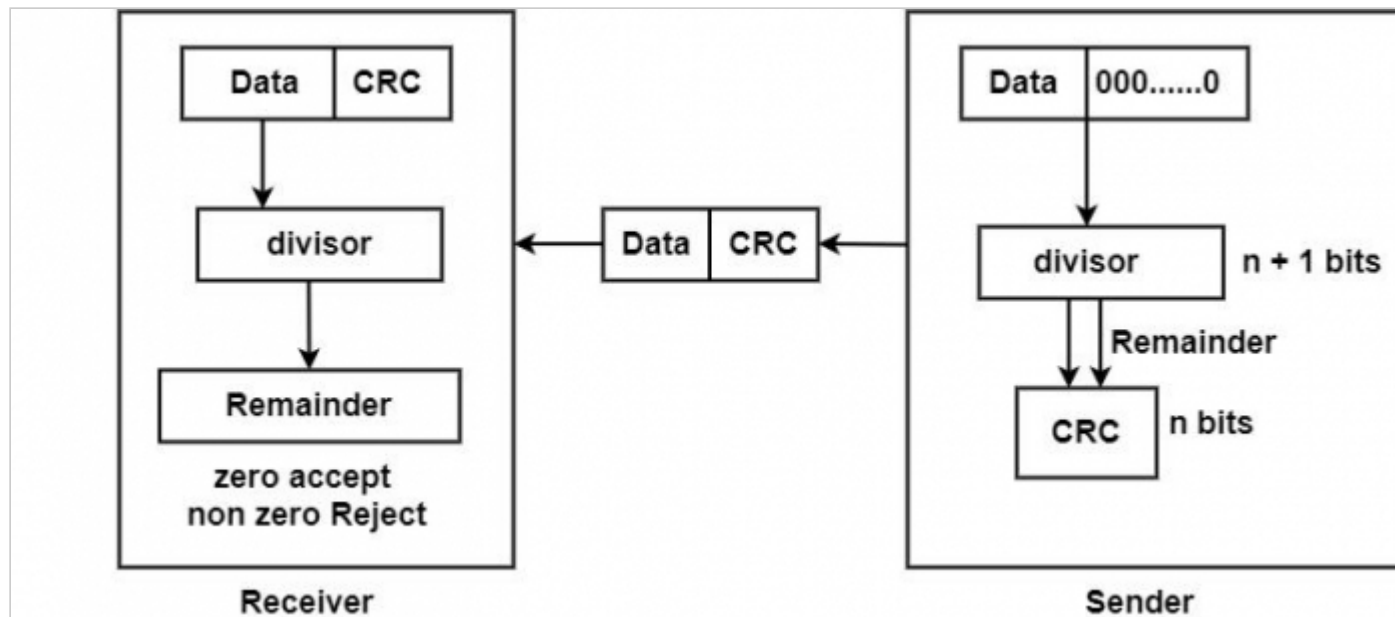 Data CRC
divisor
Remainder
zero accept
non zero Reject
Receiver
Data CRC
Data 000......0
divisor n + 1 bits
Remainder
CRC n bits
Sender